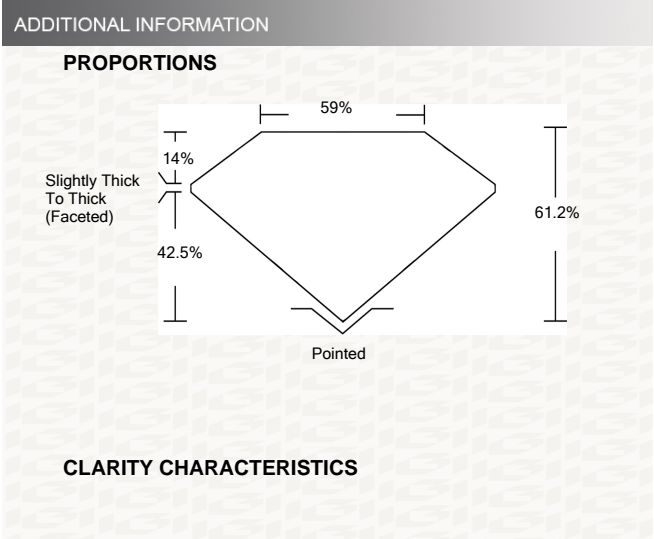 ADDITIONAL INFORMATION
PROPORTIONS
59%
14%
Slightly Thick
To Thick
(Faceted)
61.2%
42.5%
Pointed
CLARITY CHARACTERISTICS